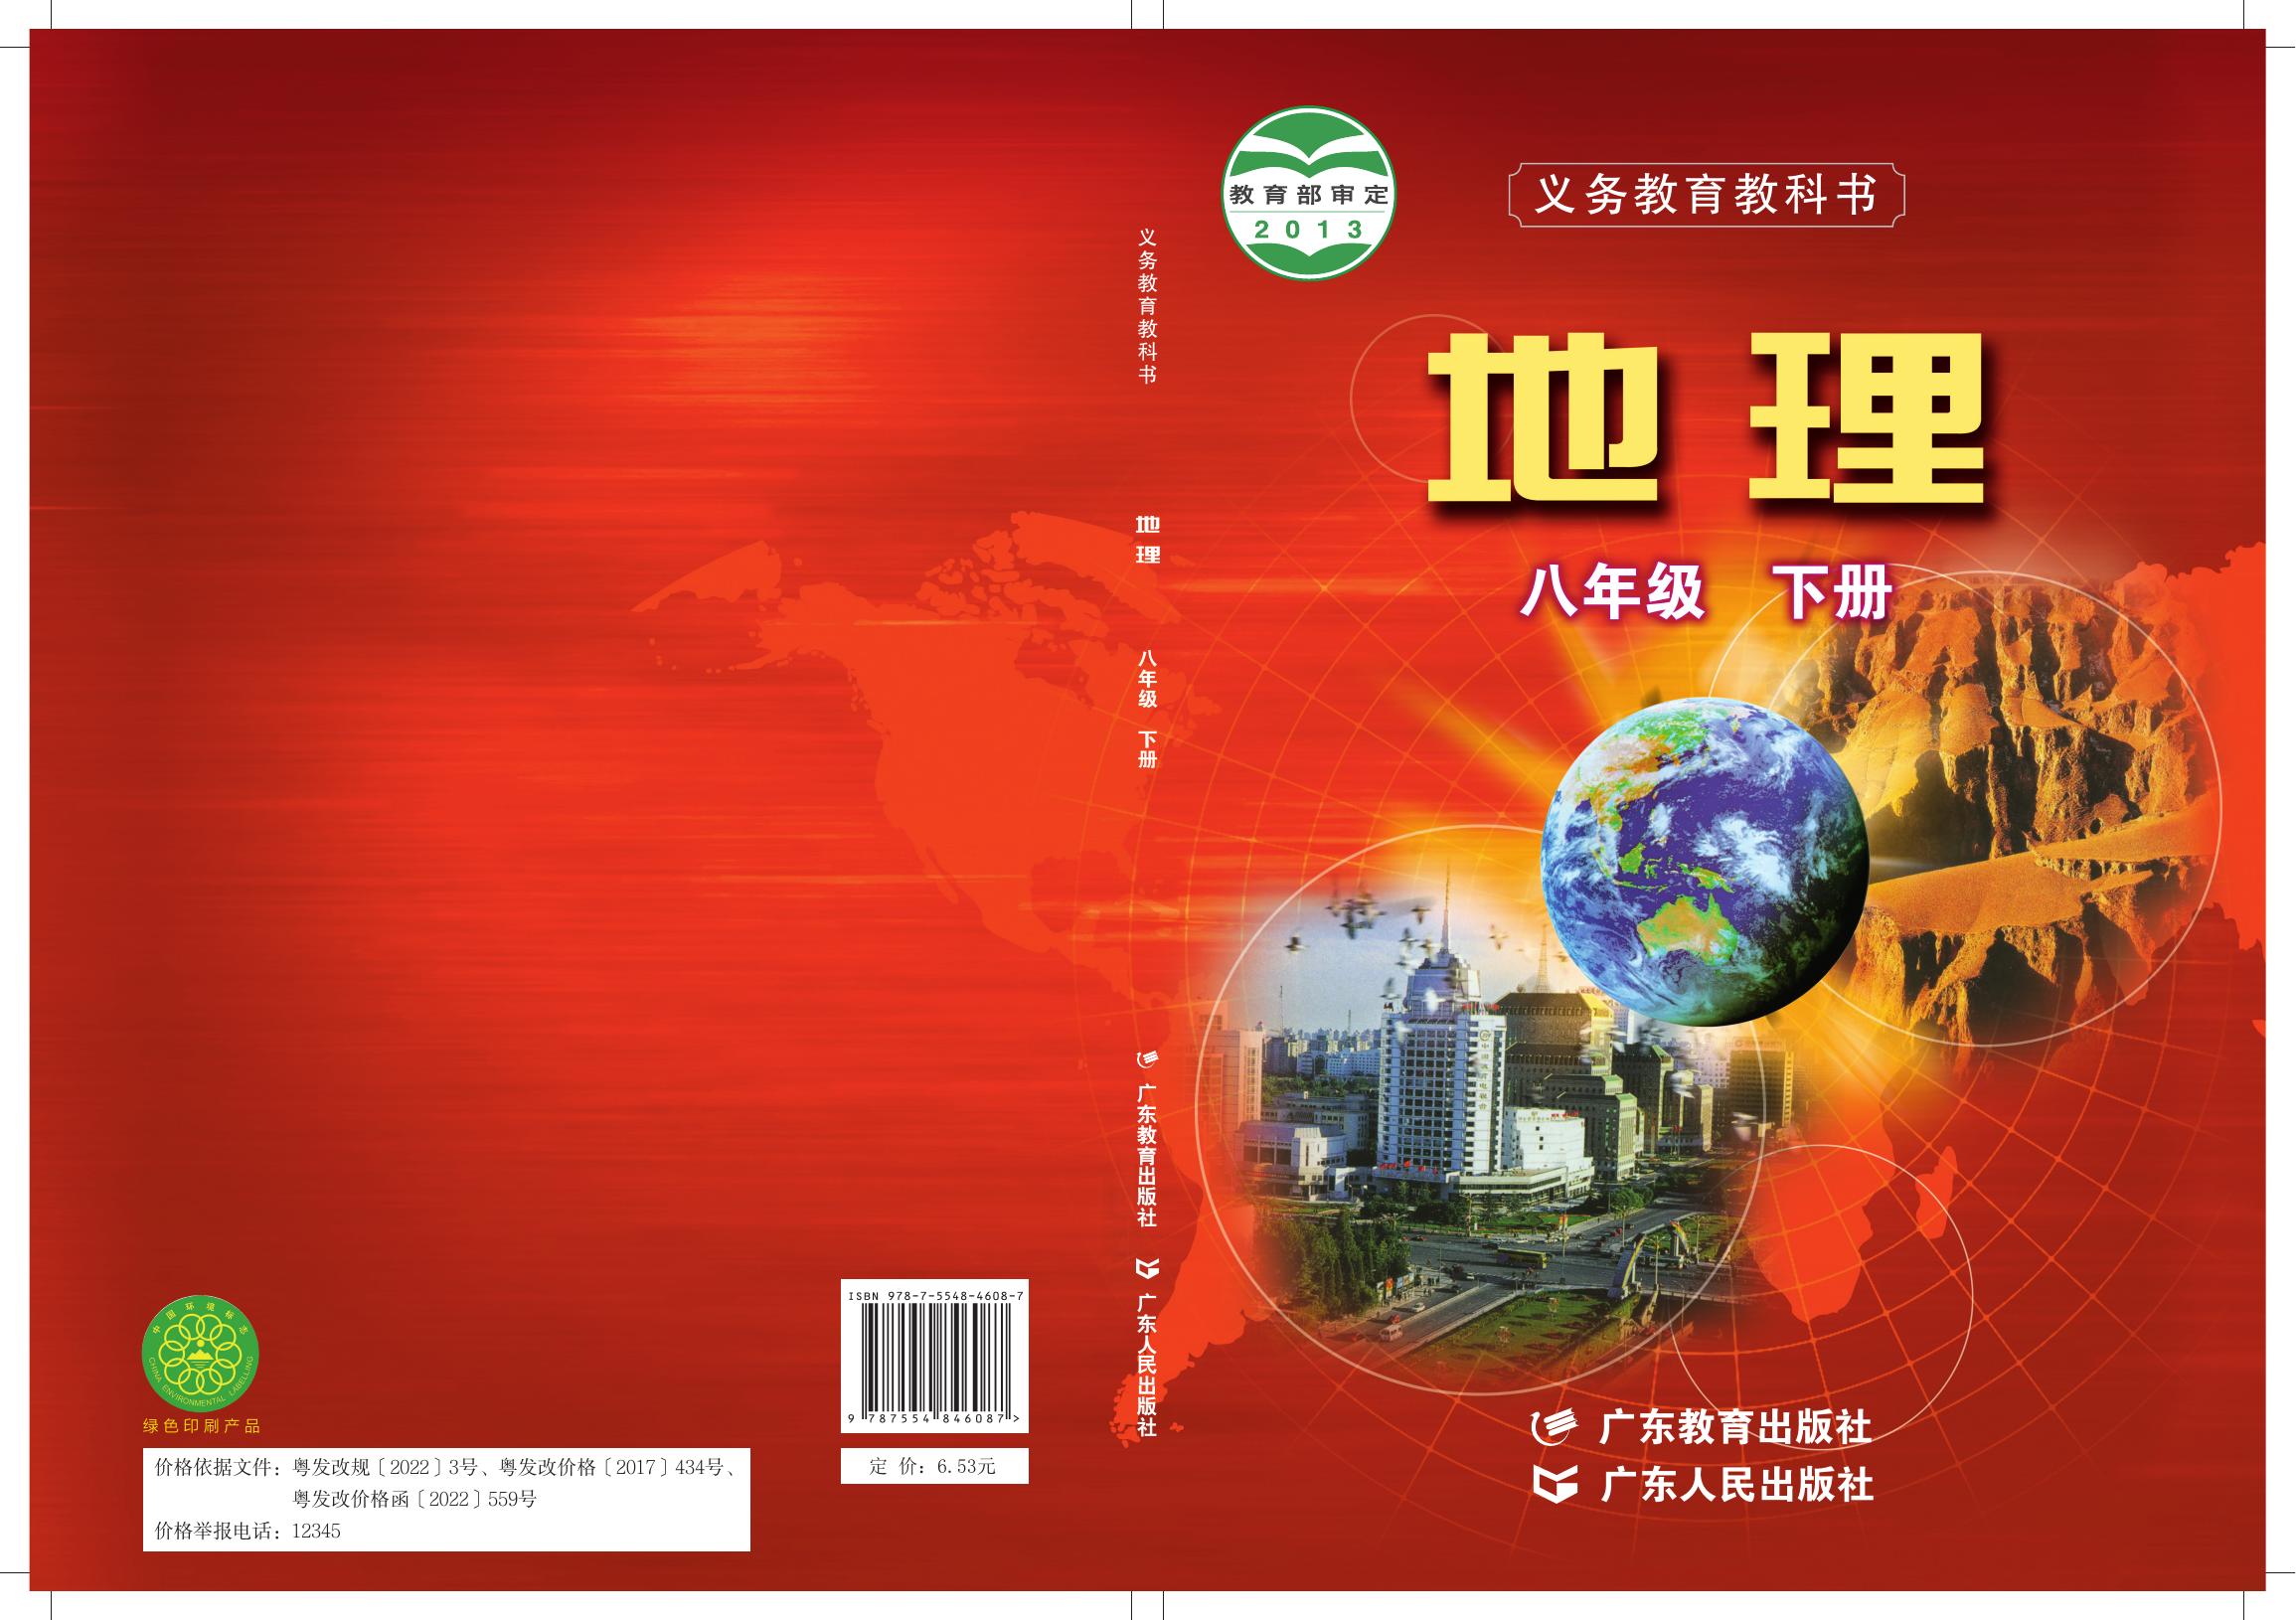 教育部审定
2013
义务教育教科书
地理
八年级 下册
广东教育出版社
广东人民出版社
义务教育教科书
地理
八年级 下册
广东教育出版社
广东人民出版社
中国环境标志
CHINA ENVIRONMENTAL LABELLING
绿色印刷产品
价格依据文件：粤发改规〔2022〕3号、粤发改价格〔2017〕434号、
粤发改价格函〔2022〕559号
价格举报电话：12345
ISBN 978-7-5548-4608-7
9 787554 846087 >
定 价：6.53元